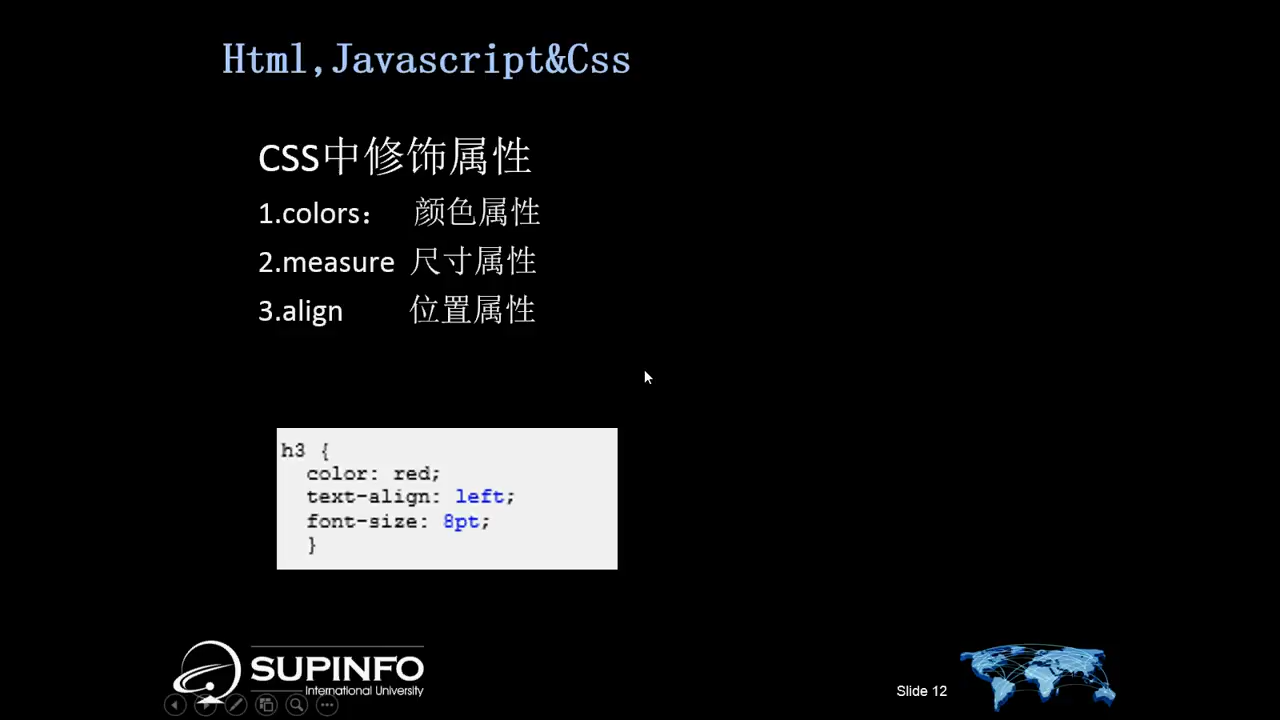 Html,Javascript&Css
CSS中修饰属性
1.colors： 颜色属性
2.measure 尺寸属性
3.align 位置属性
h3 {
color: red;
text-align: left;
font-size: 8pt;
}
SUPINFO
International University
Slide 12